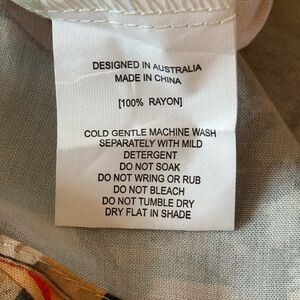 DESIGNED IN AUSTRALIA
MADE IN CHINA
[100% RAYON]
COLD GENTLE MACHINE WASH
SEPARATELY WITH MILD
DETERGENT
DO NOT SOAK
DO NOT WRING OR RUB
DO NOT BLEACH
DO NOT TUMBLE DRY
DRY FLAT IN SHADE